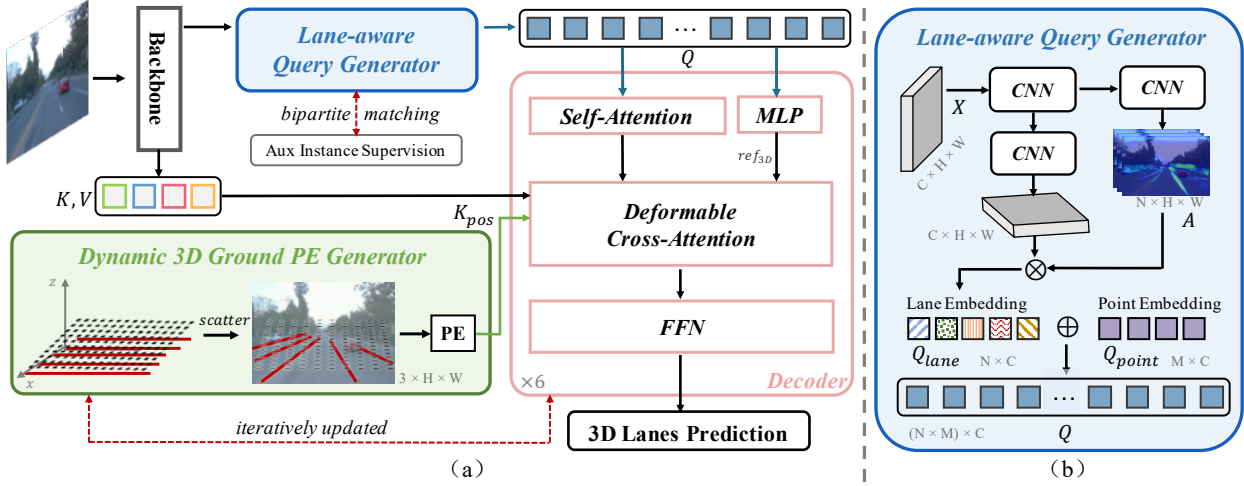 Backbone
Lane-aware
Query Generator
bipartite matching
Aux Instance Supervision
K, V
...
Q
Self-Attention
MLP
ref3D
Kpos
Deformable
Cross-Attention
FFN
×6
Decoder
3D Lanes Prediction
Dynamic 3D Ground PE Generator
z
x
scatter
PE
3 × H × W
iteratively updated
(a)
Lane-aware Query Generator
X
C × H × W
CNN
CNN
CNN
N × H × W
A
C × H × W
Lane Embedding
Point Embedding
Qlane
N × C
Qpoint
M × C
...
(N × M) × C
Q
(b)